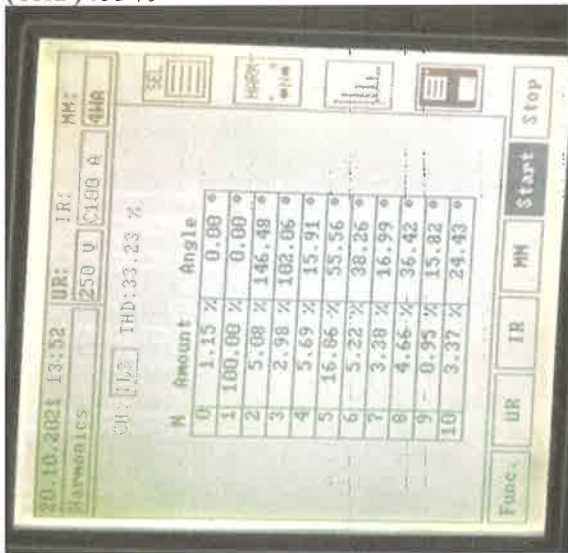 20.10.2021 13:52 UR: IR: MM:
Harmonics 250 V C100 A 4WA
CH: THD:33.23 %
N Amount Angle
0 1.15 % 0.00 °
1 100.00 % 0.00 °
2 5.08 % 146.48 °
3 2.98 % 102.06 °
4 5.69 % 15.91 °
5 16.86 % 55.56 °
6 5.22 % 38.26 °
7 3.38 % 16.99 °
8 4.66 % 36.42 °
9 0.95 % 15.82 °
10 3.37 % 24.43 °
SEL
MARK
Func. UR IR MM Start Stop